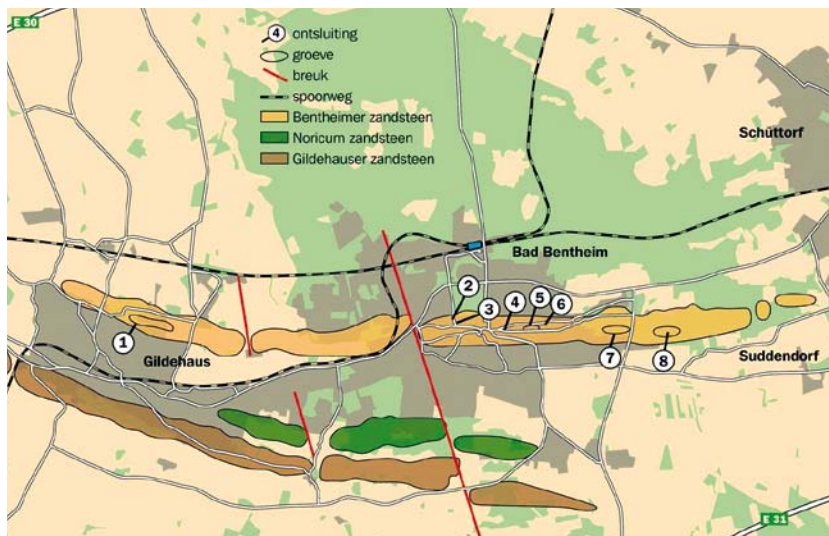 E 30
4 ontsluiting
groeve
breuk
spoorweg
Bentheimer zandsteen
Noricum zandsteen
Gildehauser zandsteen
Schüttorf
Bad Bentheim
2
3
4
5
6
1
Gildehaus
7
8
Suddendorf
E 31